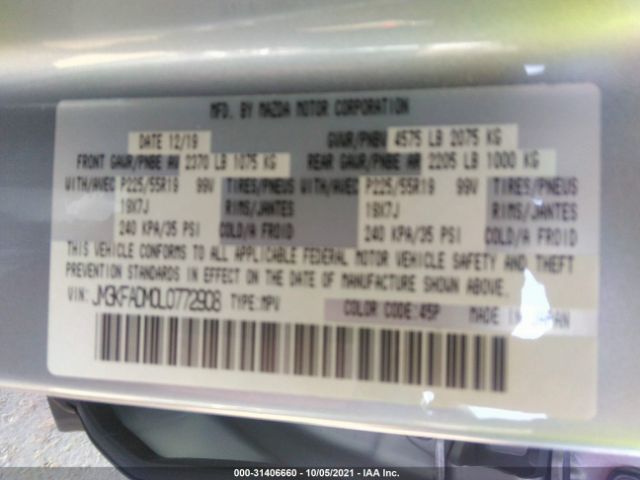 MFD. BY MAZDA MOTOR CORPORATION
DATE 12/19 GVWR/PNBV 4575 LB 2075 KG
FRONT GAWR/PNBE AV 2370 LB 1075 KG REAR GAWR/PNBE AR 2205 LB 1000 KG
WITH/AVEC P225/55R19 99V TIRES/PNEUS WITH/AVEC P225/55R19 99V TIRES/PNEUS
19X7J RIMS/JANTES 19X7J RIMS/JANTES
240 KPA/35 PSI COLD/A FROID 240 KPA/35 PSI COLD/A FROID
THIS VEHICLE CONFORMS TO ALL APPLICABLE FEDERAL MOTOR VEHICLE SAFETY AND THEFT
PREVENTION STANDARDS IN EFFECT ON THE DATE OF MANUFACTURE SHOWN ABOVE.
VIN: JM3KFADM0L0772908 TYPE: MPV COLOR CODE: 45P MADE IN JAPAN
000-31406660 - 10/05/2021 - IAA Inc.